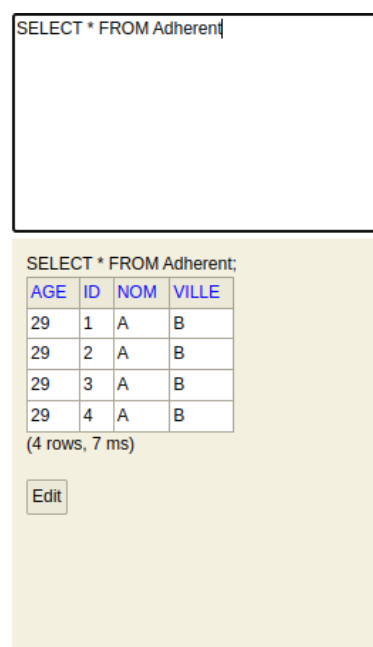 SELECT * FROM Adherent
SELECT * FROM Adherent;
AGE ID NOM VILLE
29 1 A B
29 2 A B
29 3 A B
29 4 A B
(4 rows, 7 ms)
Edit